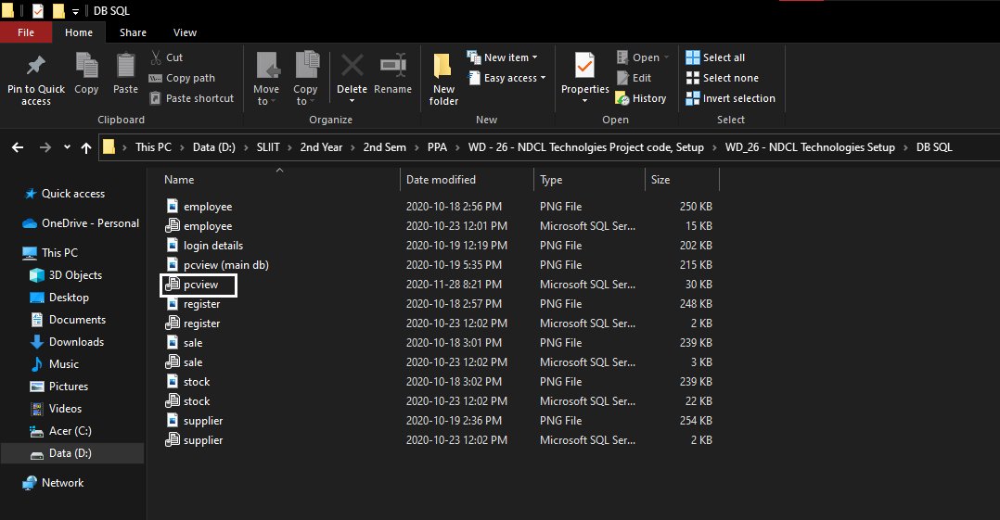 DB SQL
File Home Share View
Pin to Quick access
Copy
Paste
Cut
Copy path
Paste shortcut
Clipboard
Move to
Copy to
Delete
Rename
Organize
New folder
New item
Easy access
New
Properties
Open
Edit
History
Open
Select all
Select none
Invert selection
Select
This PC > Data (D:) > SLIIT > 2nd Year > 2nd Sem > PPA > WD - 26 - NDCL Technolgies Project code, Setup > WD_26 - NDCL Technologies Setup > DB SQL
Quick access
OneDrive - Personal
This PC
3D Objects
Desktop
Documents
Downloads
Music
Pictures
Videos
Acer (C:)
Data (D:)
Network
Name Date modified Type Size
employee 2020-10-18 2:56 PM PNG File 250 KB
employee 2020-10-23 12:01 PM Microsoft SQL Ser... 15 KB
login details 2020-10-19 12:19 PM PNG File 202 KB
pcview (main db) 2020-10-19 5:35 PM PNG File 215 KB
pcview 2020-11-28 8:21 PM Microsoft SQL Ser... 30 KB
register 2020-10-18 2:57 PM PNG File 248 KB
register 2020-10-23 12:02 PM Microsoft SQL Ser... 2 KB
sale 2020-10-18 3:01 PM PNG File 239 KB
sale 2020-10-23 12:02 PM Microsoft SQL Ser... 3 KB
stock 2020-10-18 3:02 PM PNG File 239 KB
stock 2020-10-23 12:02 PM Microsoft SQL Ser... 22 KB
supplier 2020-10-19 2:36 PM PNG File 254 KB
supplier 2020-10-23 12:02 PM Microsoft SQL Ser... 2 KB